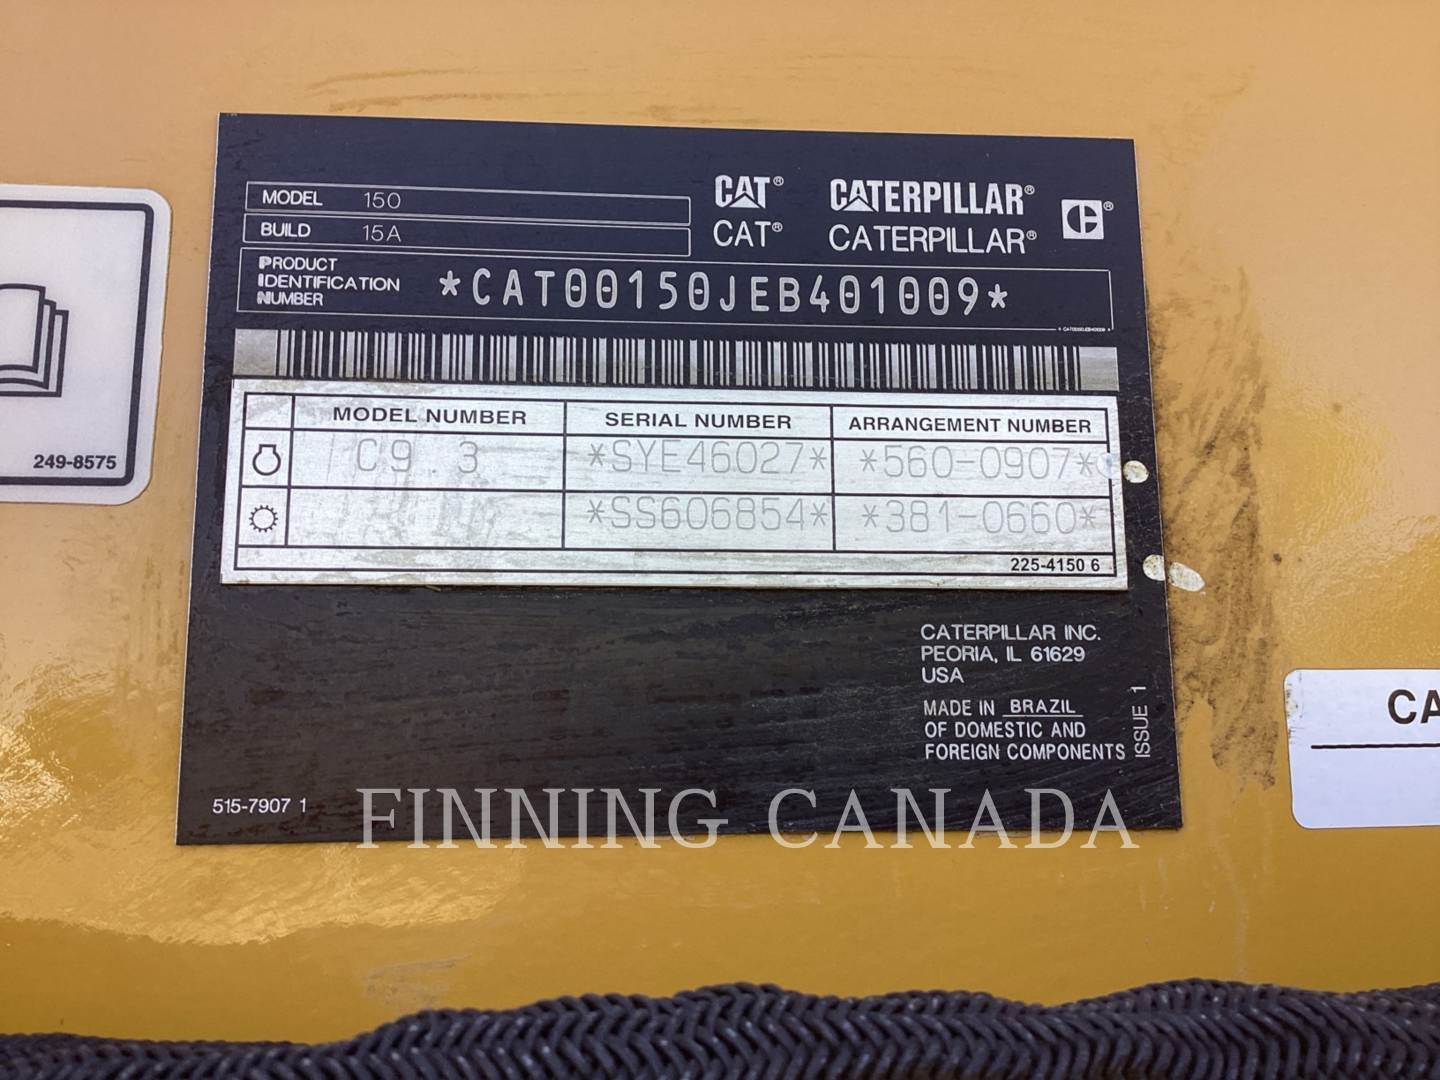 MODEL 150
BUILD 15A
CAT® CATERPILLAR® ®
CAT® CATERPILLAR®
PRODUCT
IDENTIFICATION
NUMBER
*CAT00150JEB401009*
MODEL NUMBER SERIAL NUMBER ARRANGEMENT NUMBER
C9.3 *SYE46027* *560-0907*
*SS606854* *381-0660*
225-4150 6
CATERPILLAR INC.
PEORIA, IL 61629
USA
MADE IN BRAZIL
OF DOMESTIC AND
FOREIGN COMPONENTS
ISSUE 1
515-7907 1
249-8575
CA
FINNING CANADA